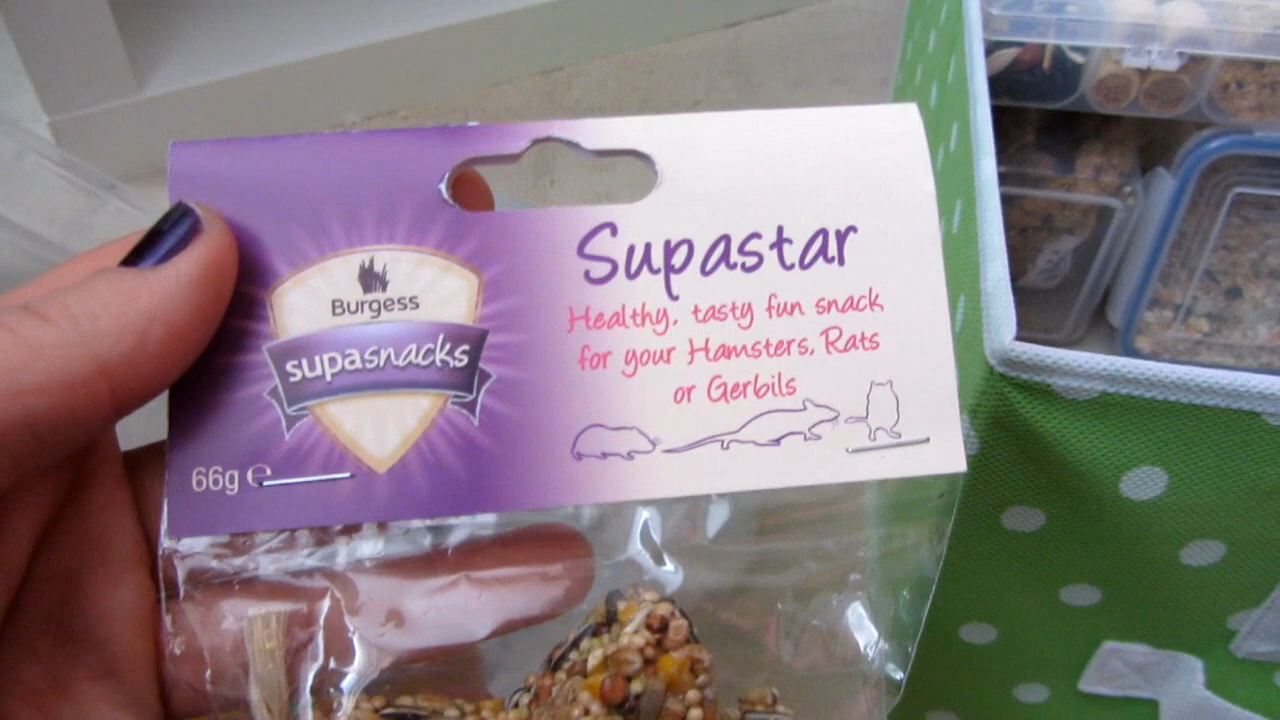 Burgess
supasnacks
66g ℮
Supastar
Healthy, tasty fun snack
for your Hamsters, Rats
or Gerbils